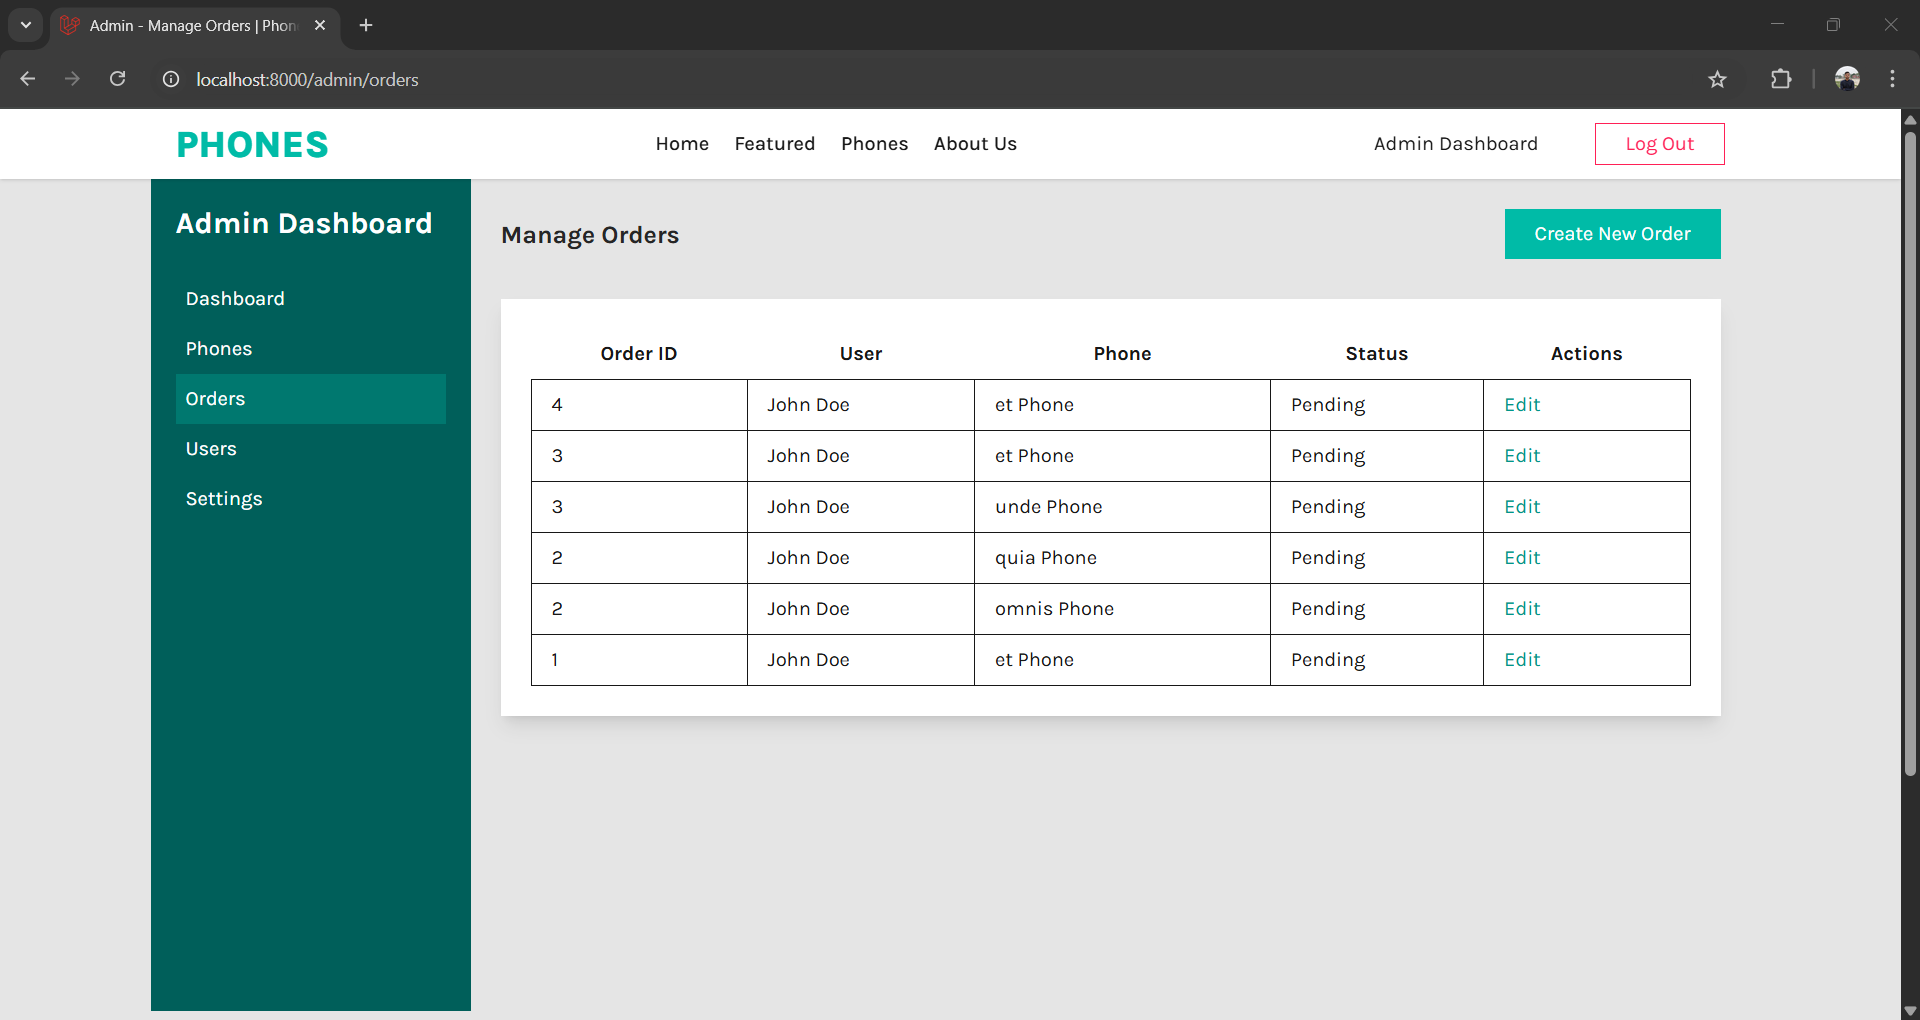 Admin - Manage Orders | Phon
localhost:8000/admin/orders
PHONES
Home Featured Phones About Us
Admin Dashboard
Log Out
Admin Dashboard
Dashboard
Phones
Orders
Users
Settings
Manage Orders
Create New Order
Order ID User Phone Status Actions
4 John Doe et Phone Pending Edit
3 John Doe et Phone Pending Edit
3 John Doe unde Phone Pending Edit
2 John Doe quia Phone Pending Edit
2 John Doe omnis Phone Pending Edit
1 John Doe et Phone Pending Edit